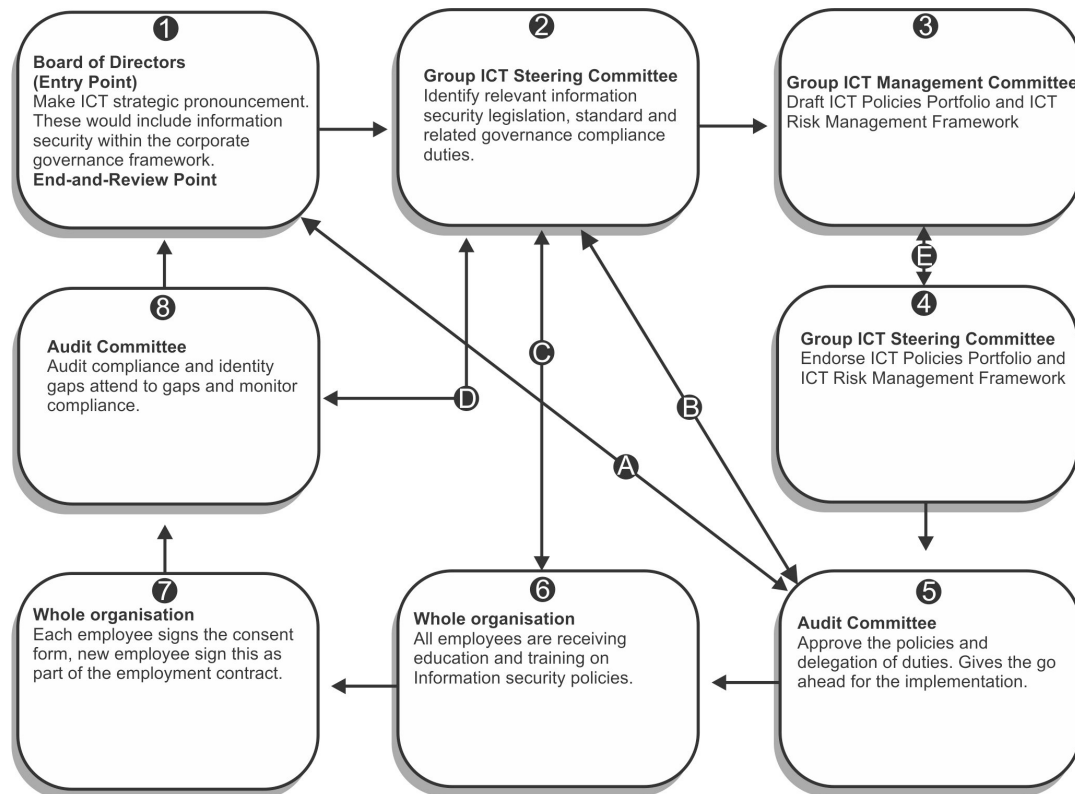 1
Board of Directors
(Entry Point)
Make ICT strategic pronouncement.
These would include information
security within the corporate
governance framework.
End-and-Review Point
2
Group ICT Steering Committee
Identify relevant information
security legislation, standard and
related governance compliance
duties.
3
Group ICT Management Committee
Draft ICT Policies Portfolio and ICT
Risk Management Framework
E
8
Audit Committee
Audit compliance and identity
gaps attend to gaps and monitor
compliance.
D
C
B
A
4
Group ICT Steering Committee
Endorse ICT Policies Portfolio and
ICT Risk Management Framework
7
Whole organisation
Each employee signs the consent
form, new employee sign this as
part of the employment contract.
6
Whole organisation
All employees are receiving
education and training on
Information security policies.
5
Audit Committee
Approve the policies and
delegation of duties. Gives the go
ahead for the implementation.